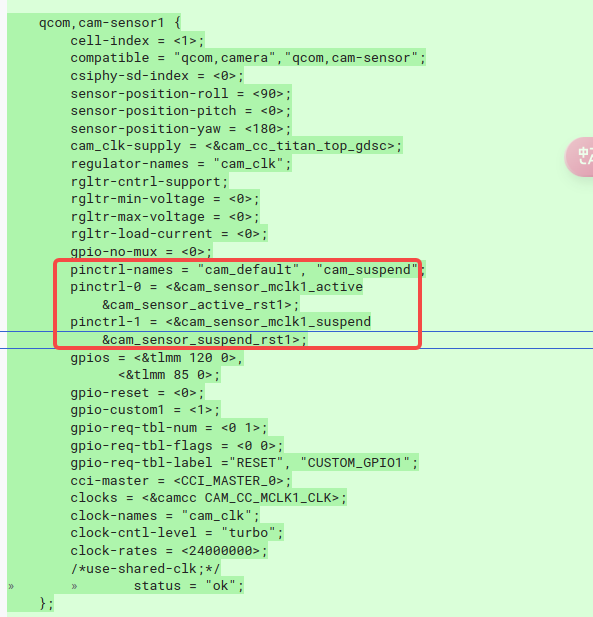 qcom,cam-sensor1 {
cell-index = <1>;
compatible = "qcom,camera","qcom,cam-sensor";
csiphy-sd-index = <0>;
sensor-position-roll = <90>;
sensor-position-pitch = <0>;
sensor-position-yaw = <180>;
cam_clk-supply = <&cam_cc_titan_top_gdsc>;
regulator-names = "cam_clk";
rgltr-cntrl-support;
rgltr-min-voltage = <0>;
rgltr-max-voltage = <0>;
rgltr-load-current = <0>;
gpio-no-mux = <0>;
pinctrl-names = "cam_default", "cam_suspend";
pinctrl-0 = <&cam_sensor_mclk1_active
&cam_sensor_active_rst1>;
pinctrl-1 = <&cam_sensor_mclk1_suspend
&cam_sensor_suspend_rst1>;
gpios = <&tlmm 120 0>,
<&tlmm 85 0>;
gpio-reset = <0>;
gpio-custom1 = <1>;
gpio-req-tbl-num = <0 1>;
gpio-req-tbl-flags = <0 0>;
gpio-req-tbl-label ="RESET", "CUSTOM_GPIO1";
cci-master = <CCI_MASTER_0>;
clocks = <&camcc CAM_CC_MCLK1_CLK>;
clock-names = "cam_clk";
clock-cntl-level = "turbo";
clock-rates = <24000000>;
/*use-shared-clk;*/
» » status = "ok";
};